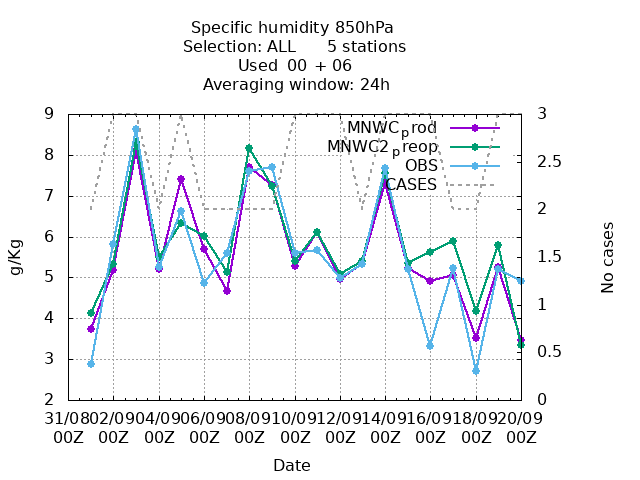 Specific humidity 850hPa
Selection: ALL 5 stations
Used 00 + 06
Averaging window: 24h
9 3
MNWC_prod
MNWC2_preop
OBS
CASES
8 2.5
7 2
6 1.5
5 1
4 0.5
3 0
2
g/Kg
No cases
31/08 02/09 04/09 06/09 08/09 10/09 12/09 14/09 16/09 18/09 20/09
00Z 00Z 00Z 00Z 00Z 00Z 00Z 00Z 00Z 00Z 00Z
Date